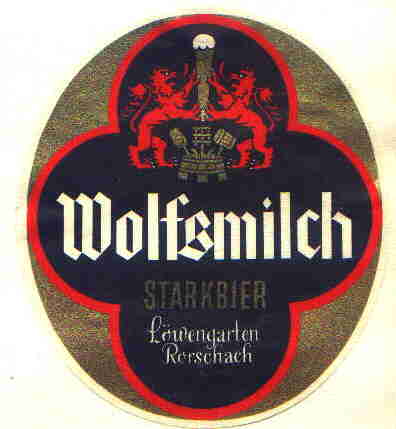 Wolfsmilch
STARKBIER
Löwengarten
Rorschach